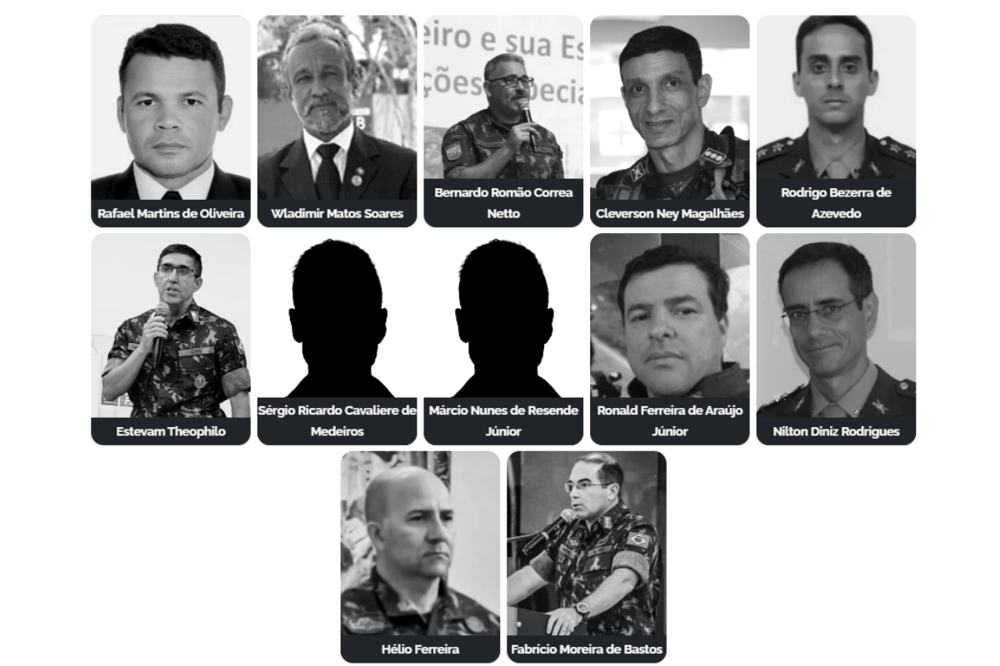 eiro e sua Es
ções
pecia
B
Rafael Martins de Oliveira
Wladimir Matos Soares
Bernardo Romão Correa
Netto
Cleverson Ney Magalhães
Rodrigo Bezerra de
Azevedo
Estevam Theophilo
Sérgio Ricardo Cavaliere de
Medeiros
Márcio Nunes de Resende
Júnior
Ronald Ferreira de Araújo
Júnior
Nilton Diniz Rodrigues
Hélio Ferreira
Fabrício Moreira de Bastos